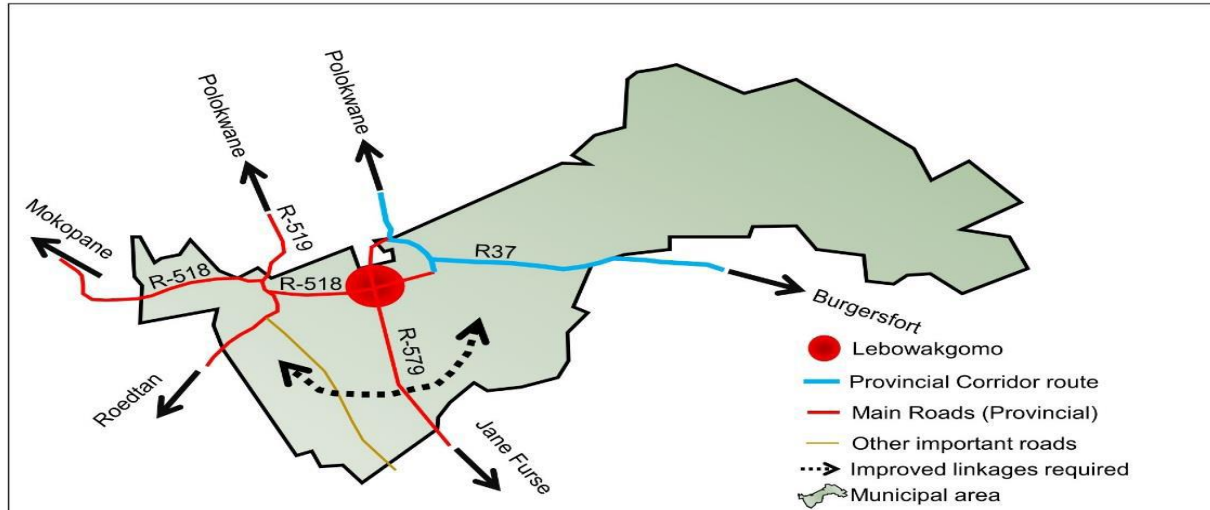 Polokwane
Polokwane
Mokopane
R-519
R-518
R-518
R37
Burgersfort
R-579
Roedtan
Jane Furse
Lebowakgomo
Provincial Corridor route
Main Roads (Provincial)
Other important roads
Improved linkages required
Municipal area